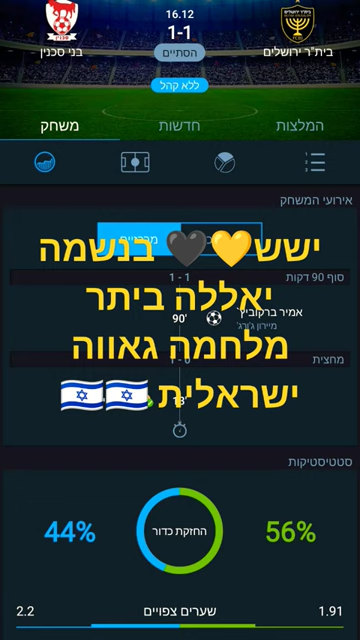 16.12
1-1
הסתיים
בית"ר ירושלים
בני סכנין
ללא קהל
המלצות
חדשות
משחק
אירועי המשחק
ישש💛🖤 בנשמה
סוף 90 דקות
1 - 1
יאללה ביתר
90'
אמיר ברקוביץ'
מיירון ג'ורג'
מלחמה גאווה
מחצית
ישראלית 🇮🇱🇮🇱
סטטיסטיקות
44%
החזקת כדור
56%
2.2
שערים צפויים
1.91